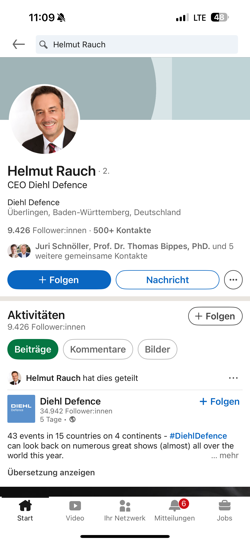 11:09
LTE
48
Helmut Rauch
Helmut Rauch · 2.
CEO Diehl Defence
Diehl Defence
Überlingen, Baden-Württemberg, Deutschland
9.426 Follower:innen · 500+ Kontakte
Juri Schnöller, Prof. Dr. Thomas Bippes, PhD. und 5
weitere gemeinsame Kontakte
+ Folgen
Nachricht
Aktivitäten
9.426 Follower:innen
+ Folgen
Beiträge
Kommentare
Bilder
Helmut Rauch hat dies geteilt
DIEHL
Diehl Defence
34.942 Follower:innen
5 Tage •
+ Folgen
43 events in 15 countries on 4 continents - #DiehlDefence
can look back on numerous great shows (almost) all over the
world this year.
... mehr
Übersetzung anzeigen
Start
Video
Ihr Netzwerk
6
Mitteilungen
Jobs